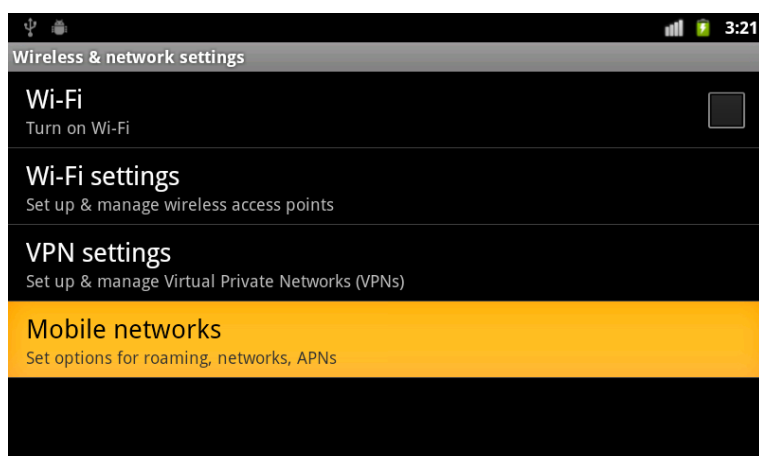 3:21
Wireless & network settings
Wi-Fi
Turn on Wi-Fi
Wi-Fi settings
Set up & manage wireless access points
VPN settings
Set up & manage Virtual Private Networks (VPNs)
Mobile networks
Set options for roaming, networks, APNs